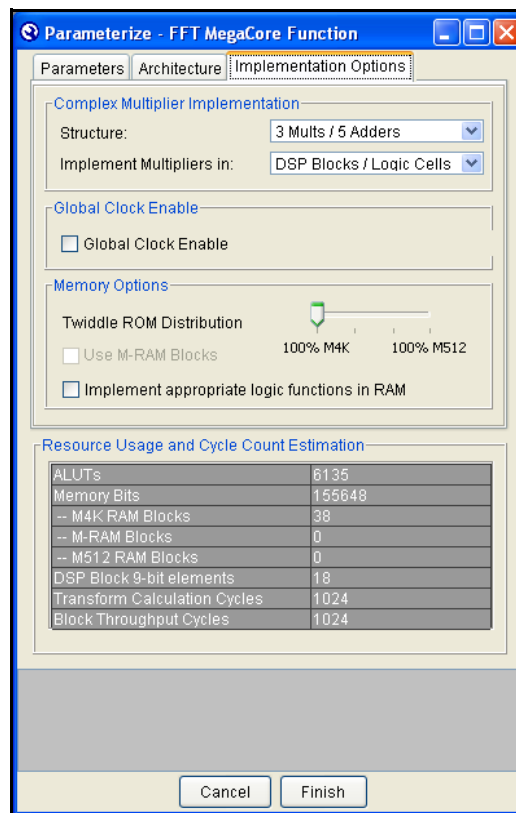 Parameterize - FFT MegaCore Function
Parameters Architecture Implementation Options
Complex Multiplier Implementation
Structure: 3 Mults / 5 Adders
Implement Multipliers in: DSP Blocks / Logic Cells
Global Clock Enable
Global Clock Enable
Memory Options
Twiddle ROM Distribution
100% M4K 100% M512
Use M-RAM Blocks
Implement appropriate logic functions in RAM
Resource Usage and Cycle Count Estimation
ALUTs 6135
Memory Bits 155648
-- M4K RAM Blocks 38
-- M-RAM Blocks 0
-- M512 RAM Blocks 0
DSP Block 9-bit elements 18
Transform Calculation Cycles 1024
Block Throughput Cycles 1024
Cancel Finish